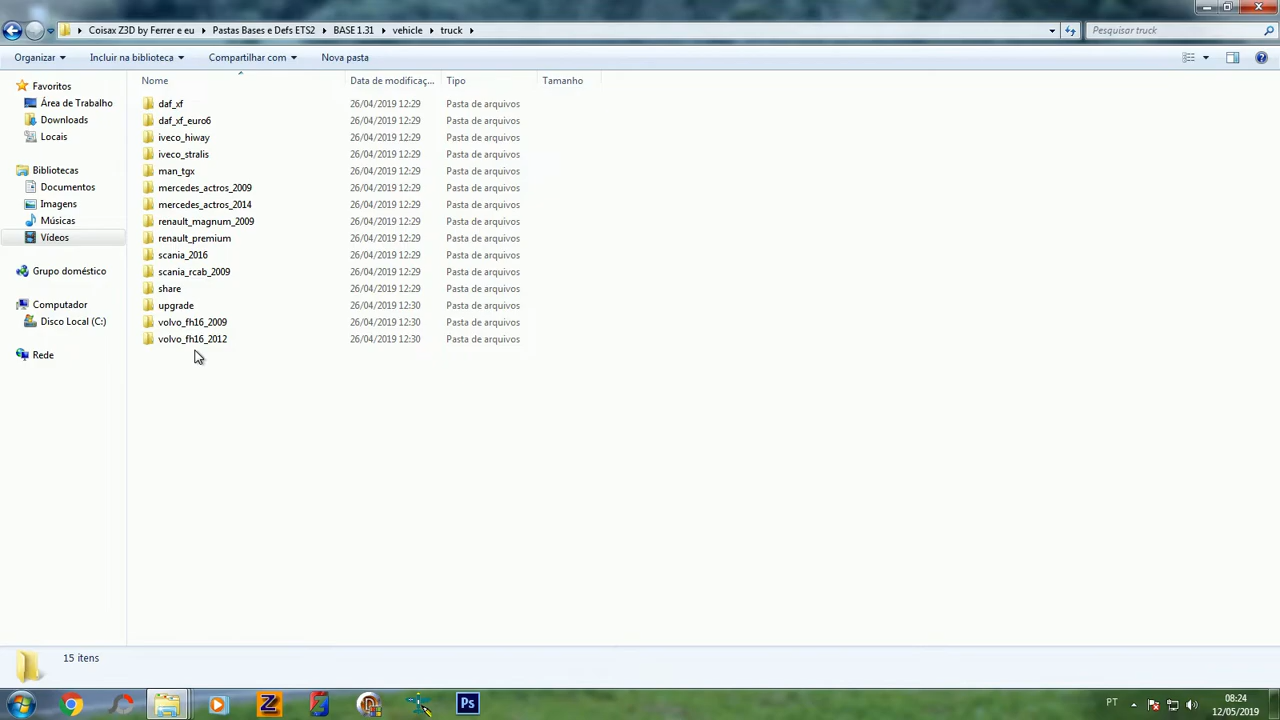 Coisax Z3D by Ferrer e eu Pastas Bases e Defs ETS2 BASE 1.31 vehicle truck Pesquisar truck
Organizar Incluir na biblioteca Compartilhar com Nova pasta
Nome Data de modificaç... Tipo Tamanho
Favoritos
Área de Trabalho
Downloads
Locais
Bibliotecas
Documentos
Imagens
Músicas
Vídeos
Grupo doméstico
Computador
Disco Local (C:)
Rede
daf_xf 26/04/2019 12:29 Pasta de arquivos
daf_xf_euro6 26/04/2019 12:29 Pasta de arquivos
iveco_hiway 26/04/2019 12:29 Pasta de arquivos
iveco_stralis 26/04/2019 12:29 Pasta de arquivos
man_tgx 26/04/2019 12:29 Pasta de arquivos
mercedes_actros_2009 26/04/2019 12:29 Pasta de arquivos
mercedes_actros_2014 26/04/2019 12:29 Pasta de arquivos
renault_magnum_2009 26/04/2019 12:29 Pasta de arquivos
renault_premium 26/04/2019 12:29 Pasta de arquivos
scania_2016 26/04/2019 12:29 Pasta de arquivos
scania_rcab_2009 26/04/2019 12:29 Pasta de arquivos
share 26/04/2019 12:29 Pasta de arquivos
upgrade 26/04/2019 12:30 Pasta de arquivos
volvo_fh16_2009 26/04/2019 12:30 Pasta de arquivos
volvo_fh16_2012 26/04/2019 12:30 Pasta de arquivos
15 itens
Ps
PT
08:24
12/05/2019